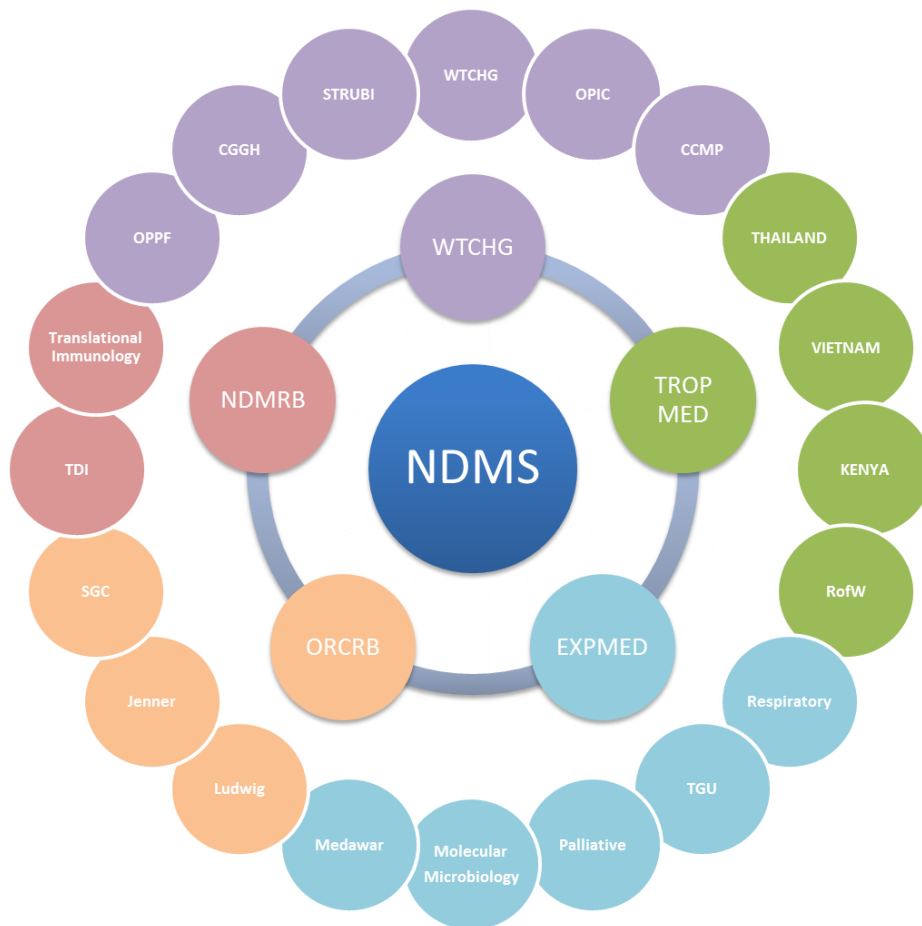 WTCHG
STRUBI
OPIC
CGGH
CCMP
OPPF
THAILAND
WTCHG
Translational
Immunology
VIETNAM
NDMRB
TROP
MED
NDMS
TDI
KENYA
SGC
RofW
ORCRB
EXPMED
Jenner
Respiratory
Ludwig
TGU
Medawar
Molecular
Microbiology
Palliative